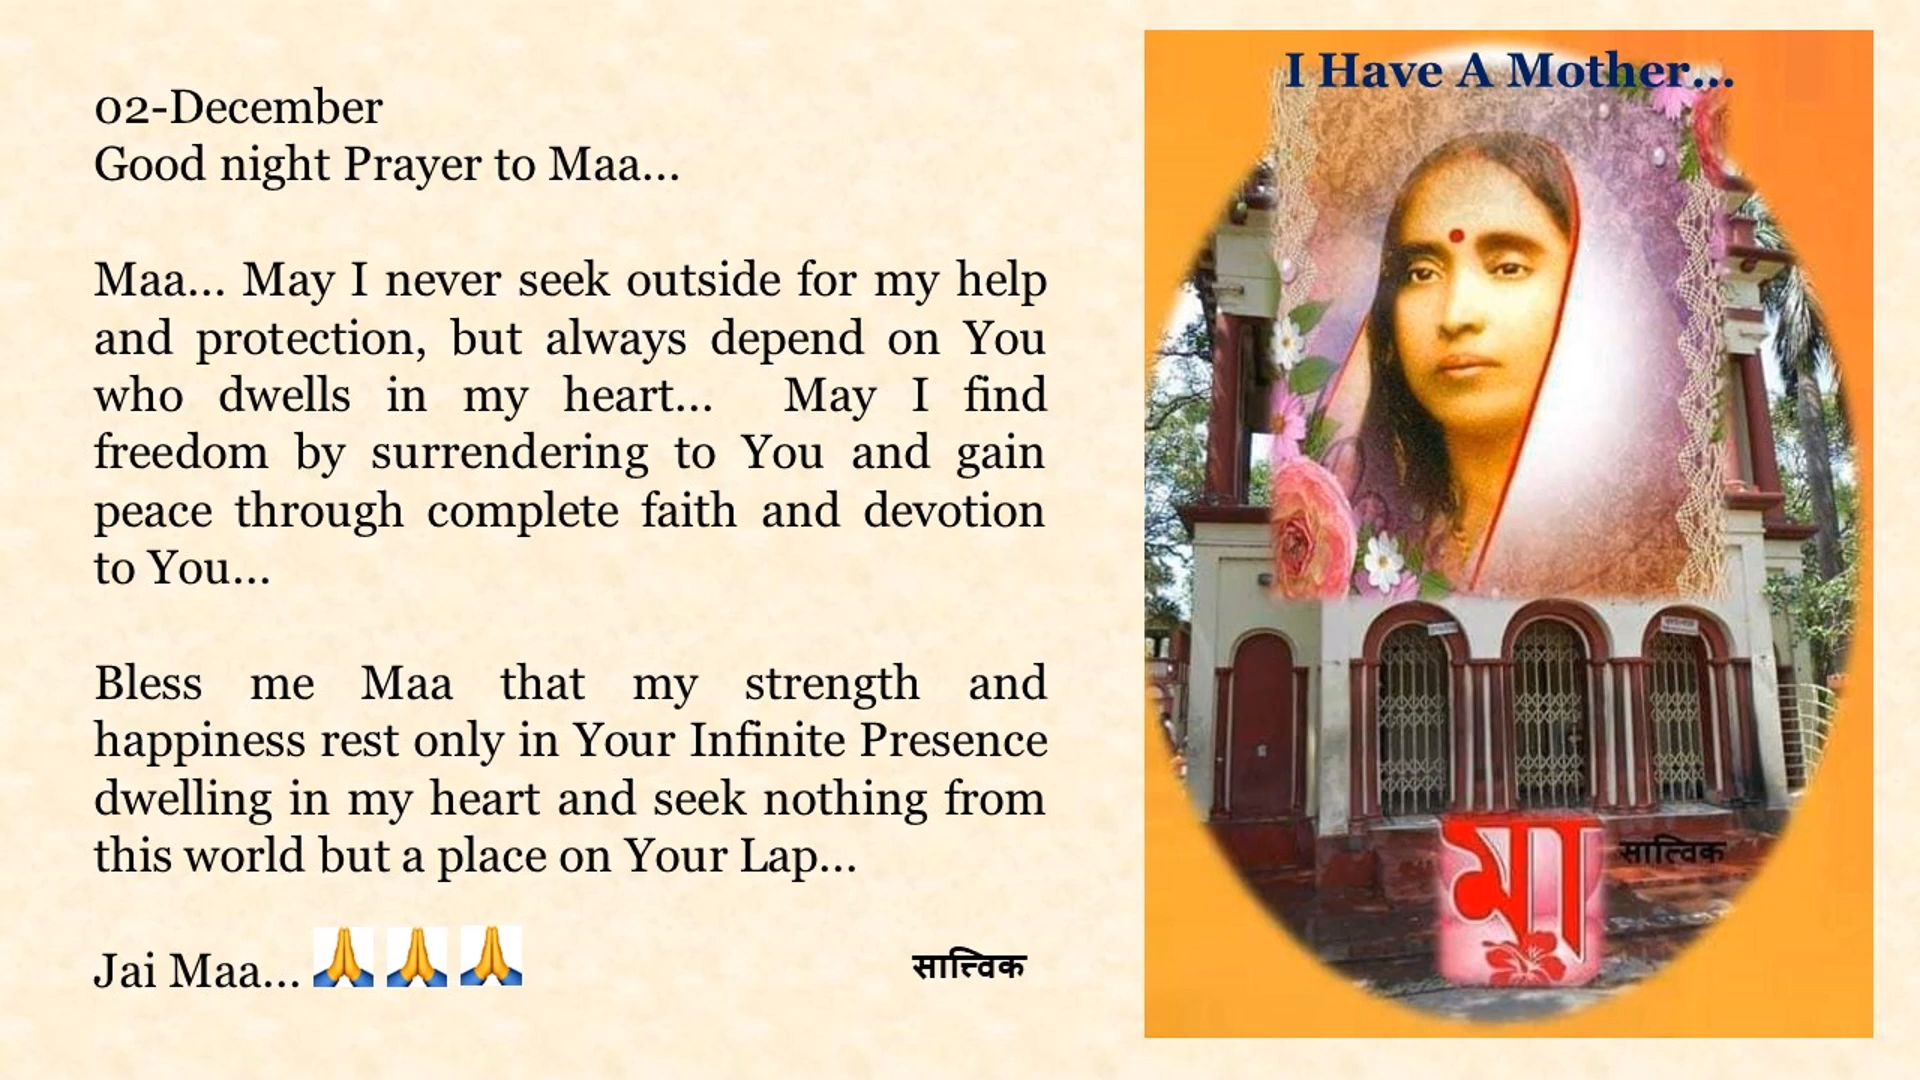 02-December
Good night Prayer to Maa...
Maa... May I never seek outside for my help
and protection, but always depend on You
who dwells in my heart... May I find
freedom by surrendering to You and gain
peace through complete faith and devotion
to You...
Bless me Maa that my strength and
happiness rest only in Your Infinite Presence
dwelling in my heart and seek nothing from
this world but a place on Your Lap...
Jai Maa... 🙏 🙏 🙏
सात्त्विक
I Have A Mother...
সাत्त्विक
মা